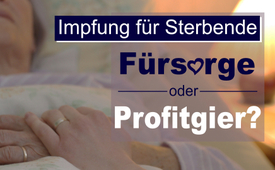 Impfung für Sterbende
Fürsorge
oder
Profitgier?